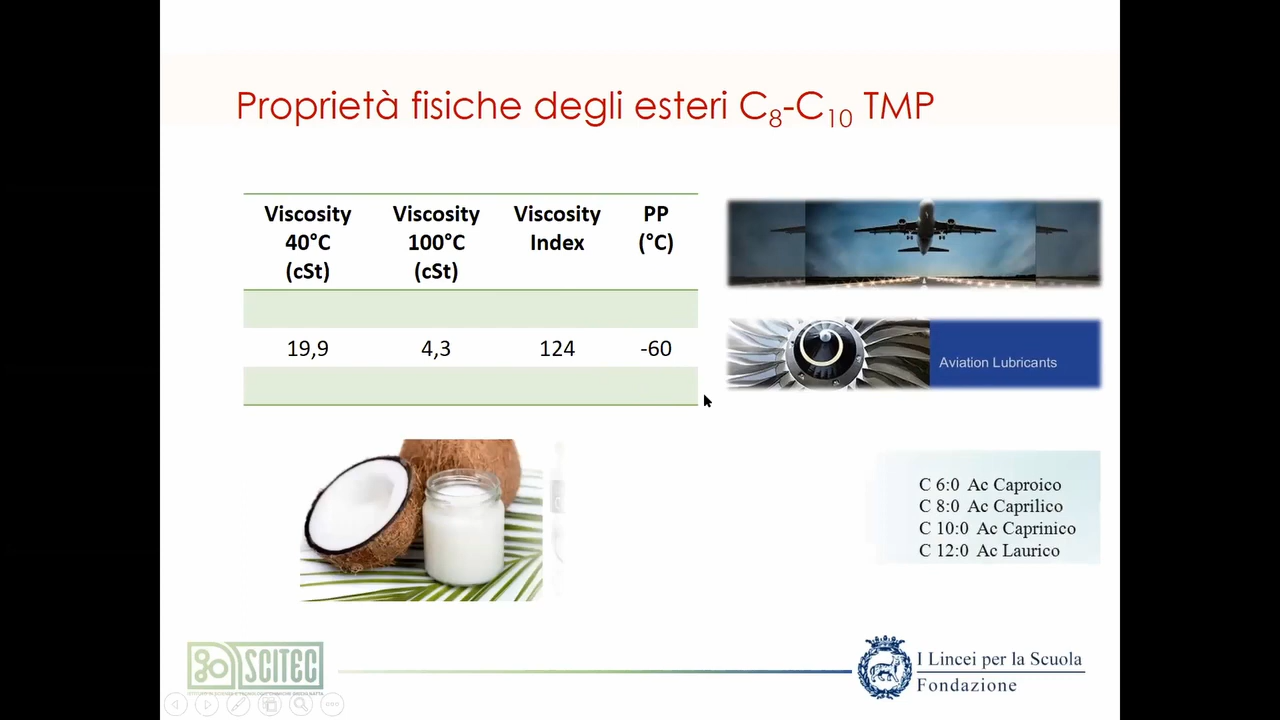 Proprietà fisiche degli esteri C8-C10 TMP
Viscosity 40°C (cSt)
Viscosity 100°C (cSt)
Viscosity Index
PP (°C)
19,9 4,3 124 -60
Aviation Lubricants
C 6:0 Ac Caproico
C 8:0 Ac Caprilico
C 10:0 Ac Caprinico
C 12:0 Ac Laurico
SCITEC
I Lincei per la Scuola
Fondazione